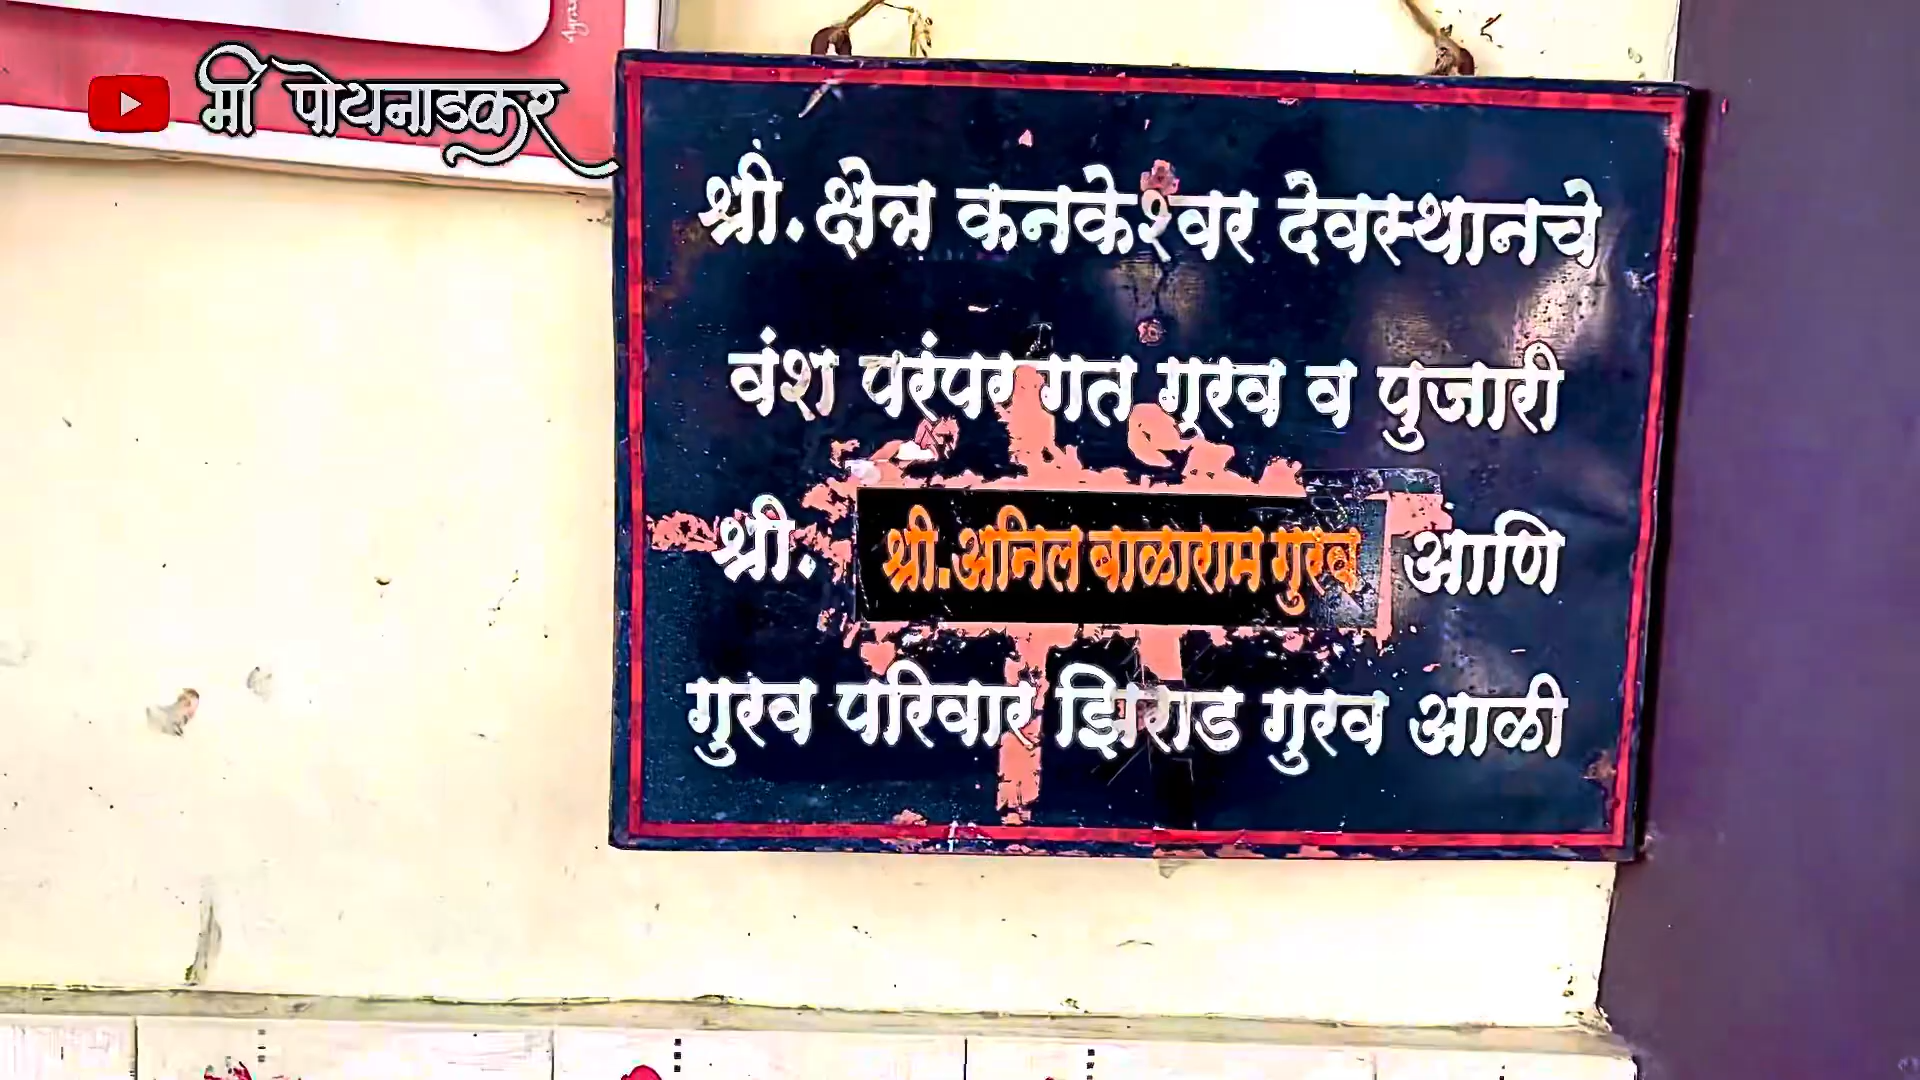 मी पोयनाडकर
श्री. क्षेत्र कनकेश्वर देवस्थानचे
वंश परंपरागत गुरव व पुजारी
श्री. श्री. अनिल बाळाराम गुरव आणि
गुरव परिवार झिराड गुरव आळी